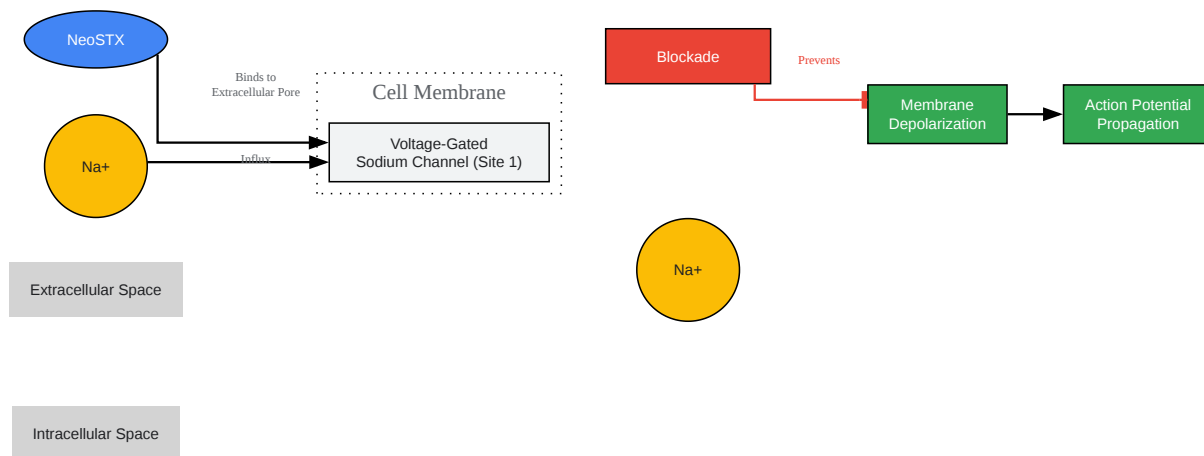 NeoSTX
Binds to
Extracellular Pore
Cell Membrane
Na+
Influx
Voltage-Gated
Sodium Channel (Site 1)
Extracellular Space
Intracellular Space
Blockade
Prevents
Membrane
Depolarization
Action Potential
Propagation
Na+